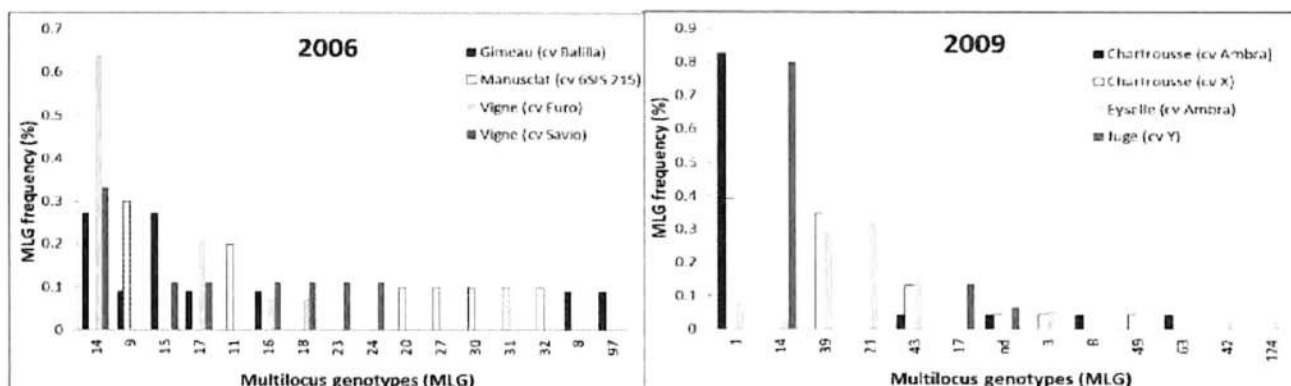 2006
Gimeau (cv Balilla)
Manusclat (cv GSIS 215)
Vigne (cv Euro)
Vigne (cv Savio)
MLG frequency (%)
0.7
0.6
0.5
0.4
0.3
0.2
0.1
0
14 9 15 17 11 16 18 23 24 20 27 30 31 32 8 97
Multilocus genotypes (MLG)
2009
Chartrousse (cv Ambra)
Chartrousse (cv X)
Eyselle (cv Ambra)
Juge (cv Y)
MLG frequency (%)
0.9
0.8
0.7
0.6
0.5
0.4
0.3
0.2
0.1
0
1 14 39 21 43 17 nd 3 8 49 63 42 124
Multilocus genotypes (MLG)